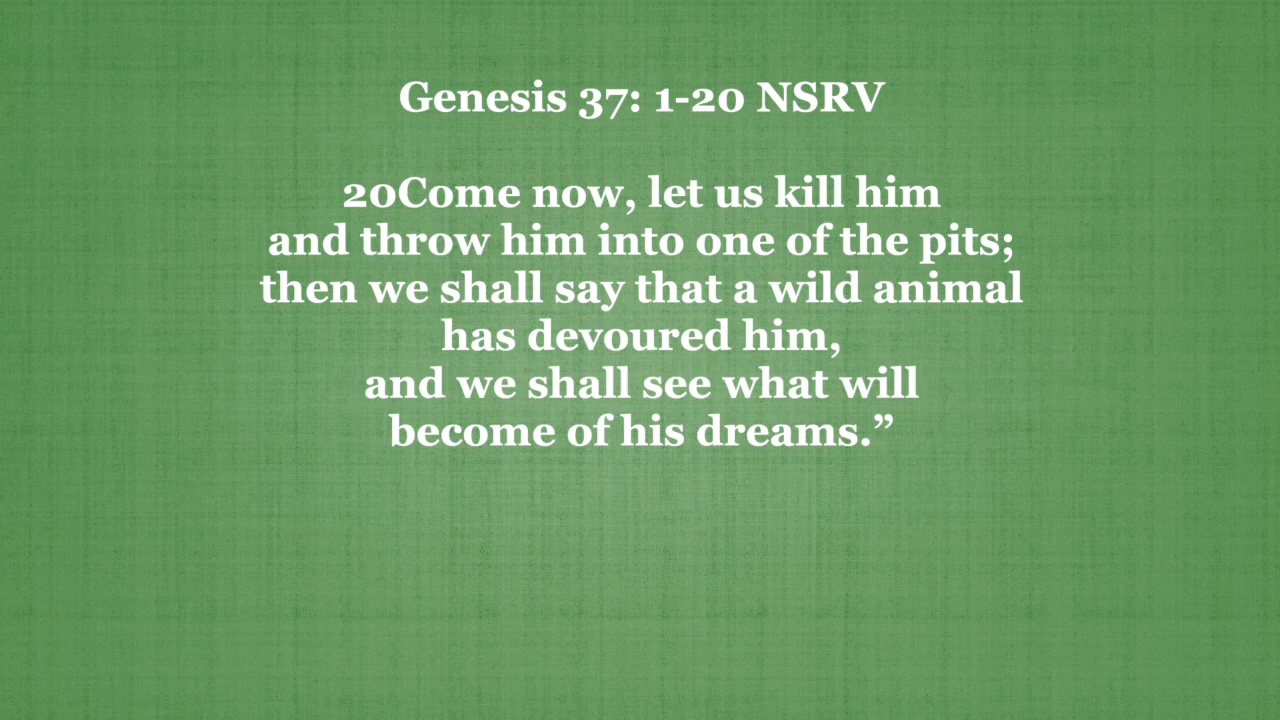 Genesis 37: 1-20 NSRV
20Come now, let us kill him
and throw him into one of the pits;
then we shall say that a wild animal
has devoured him,
and we shall see what will
become of his dreams.”